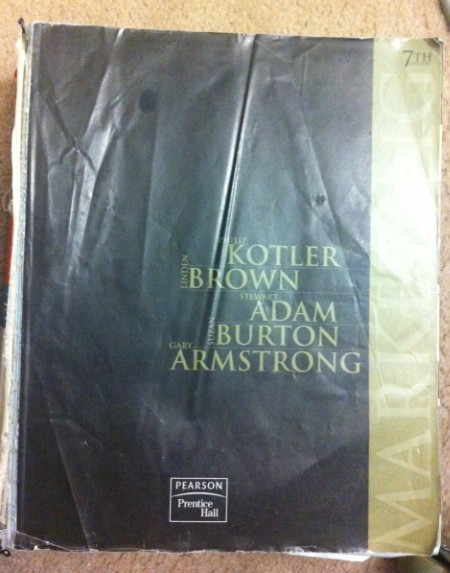 7TH
MARKETING
PHILIP
KOTLER
LINDEN
BROWN
STEWART
ADAM
SUZAN
BURTON
GARY
ARMSTRONG
PEARSON
Prentice
Hall